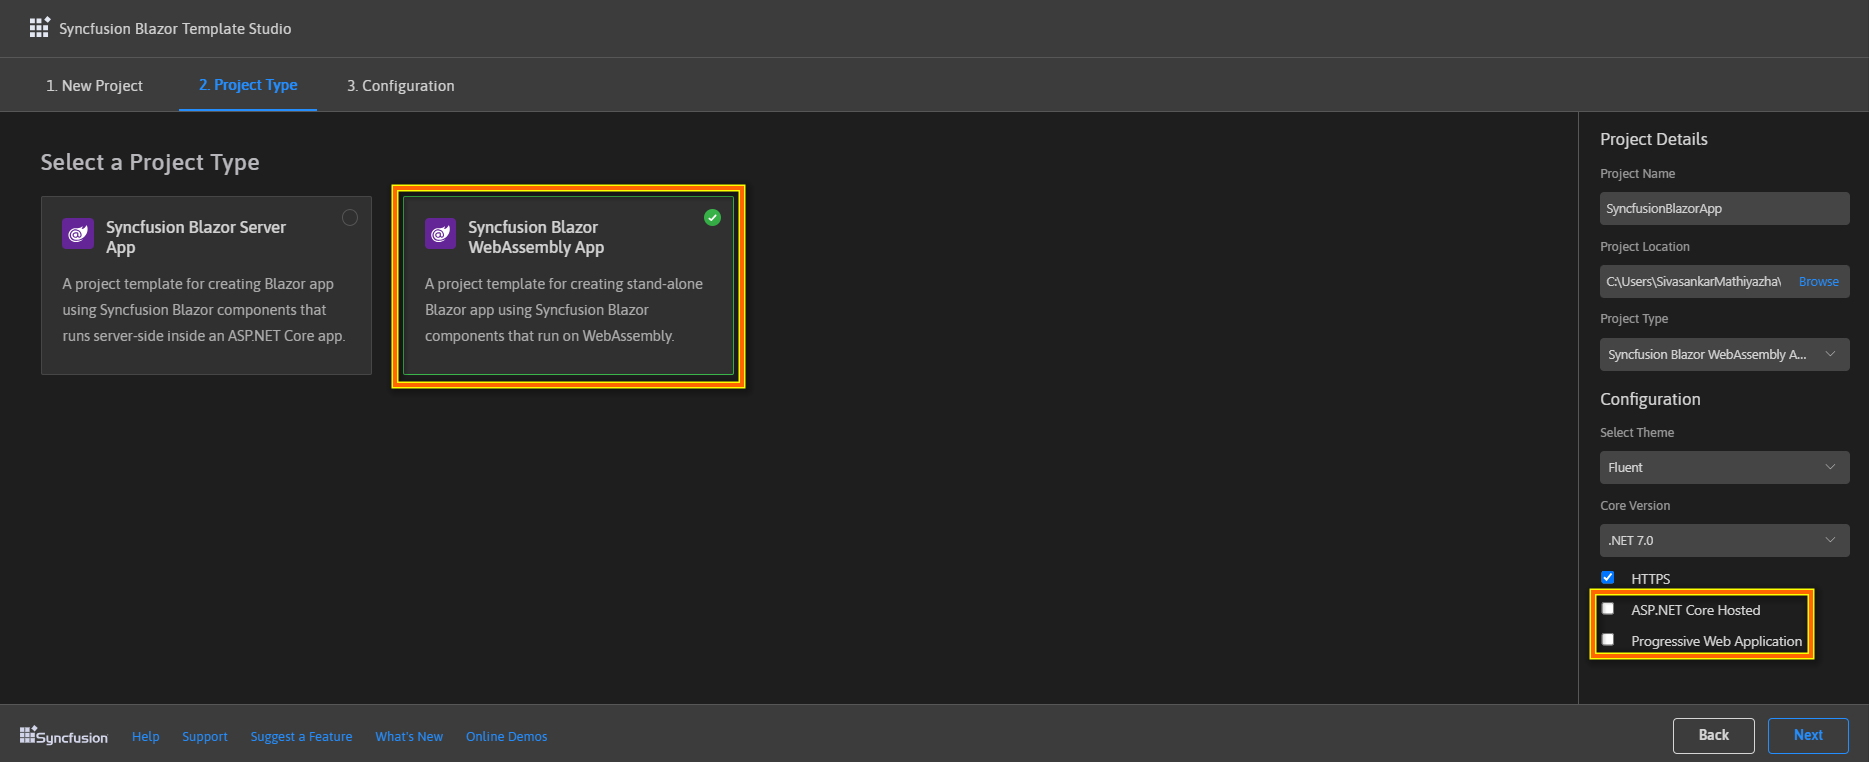 Syncfusion Blazor Template Studio
1. New Project
2. Project Type
3. Configuration
Select a Project Type
Syncfusion Blazor Server
App
A project template for creating Blazor app
using Syncfusion Blazor components that
runs server-side inside an ASP.NET Core app.
Syncfusion Blazor
WebAssembly App
A project template for creating stand-alone
Blazor app using Syncfusion Blazor
components that run on WebAssembly.
Project Details
Project Name
SyncfusionBlazorApp
Project Location
C:\Users\SivasankarMathiyazha\
Browse
Project Type
Syncfusion Blazor WebAssembly A...
Configuration
Select Theme
Fluent
Core Version
.NET 7.0
HTTPS
ASP.NET Core Hosted
Progressive Web Application
Syncfusion
Help
Support
Suggest a Feature
What's New
Online Demos
Back
Next